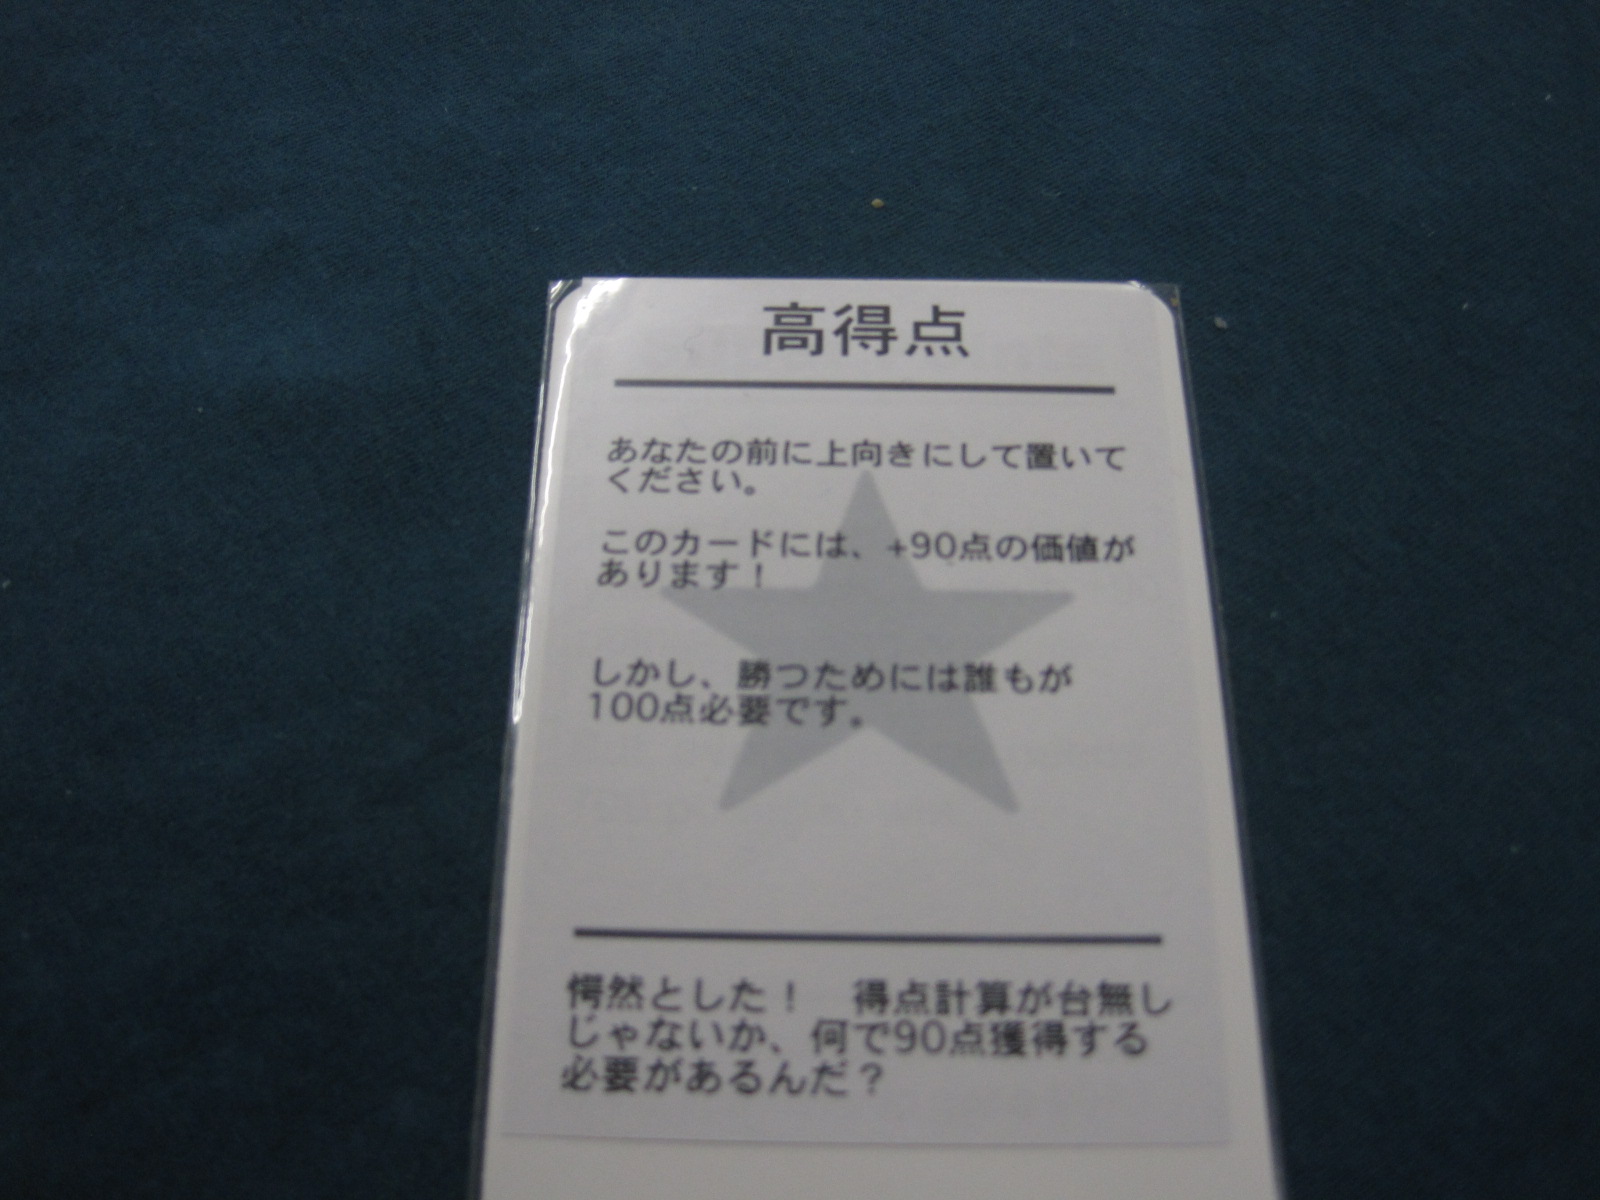 高得点
あなたの前に上向きにして置いて
ください。
このカードには、+90点の価値が
あります！
しかし、勝つためには誰もが
100点必要です。
愕然とした！　得点計算が台無し
じゃないか、何で90点獲得する
必要があるんだ？